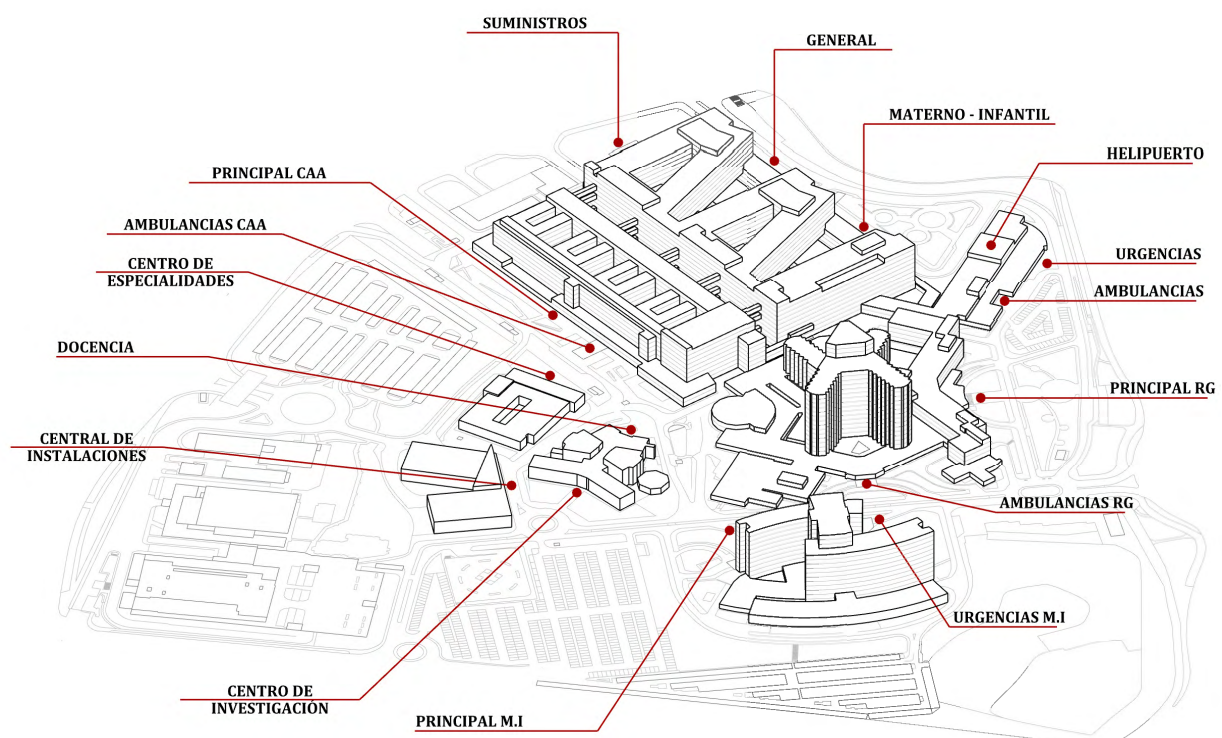 SUMINISTROS
GENERAL
MATERNO - INFANTIL
HELIPUERTO
PRINCIPAL CAA
AMBULANCIAS CAA
URGENCIAS
CENTRO DE
ESPECIALIDADES
AMBULANCIAS
DOCENCIA
PRINCIPAL RG
CENTRAL DE
INSTALACIONES
AMBULANCIAS RG
URGENCIAS M.I
CENTRO DE
INVESTIGACIÓN
PRINCIPAL M.I